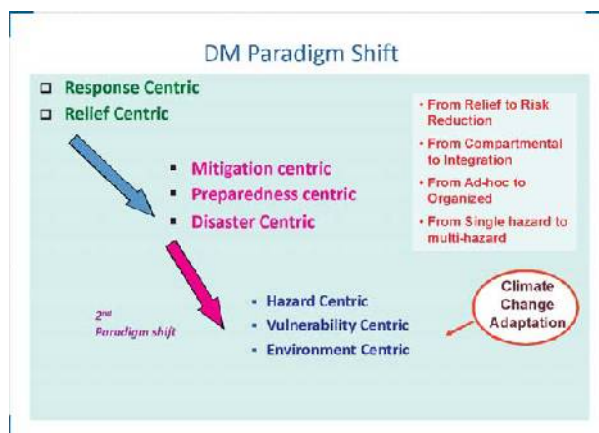 DM Paradigm Shift
Response Centric
Relief Centric
• From Relief to Risk
Reduction
• From Compartmental
to Integration
• From Ad-hoc to
Organized
• From Single hazard to
multi-hazard
▪ Mitigation centric
▪ Preparedness centric
▪ Disaster Centric
2nd
Paradigm shift
▪ Hazard Centric
▪ Vulnerability Centric
▪ Environment Centric
Climate
Change
Adaptation